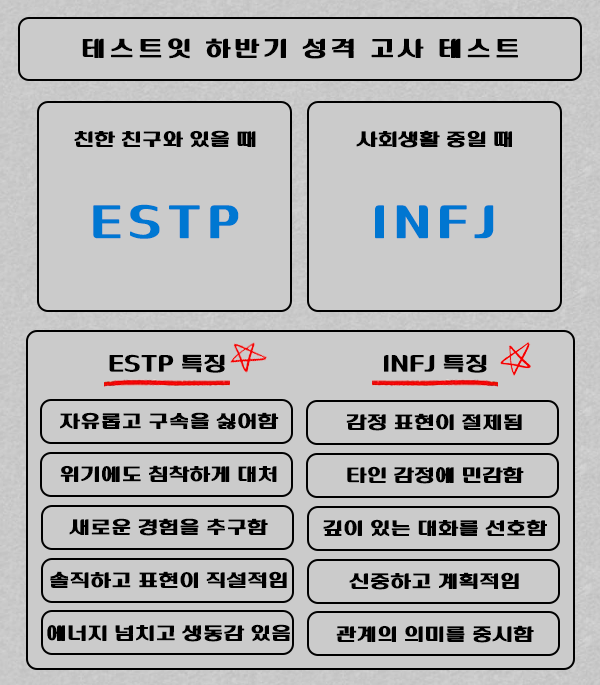 테스트잇 하반기 성격 고사 테스트
친한 친구와 있을 때
ESTP
사회생활 중일 때
INFJ
ESTP 특징
자유롭고 구속을 싫어함
위기에도 침착하게 대처
새로운 경험을 추구함
솔직하고 표현이 직설적임
에너지 넘치고 생동감 있음
INFJ 특징
감정 표현이 절제됨
타인 감정에 민감함
깊이 있는 대화를 선호함
신중하고 계획적임
관계의 의미를 중시함